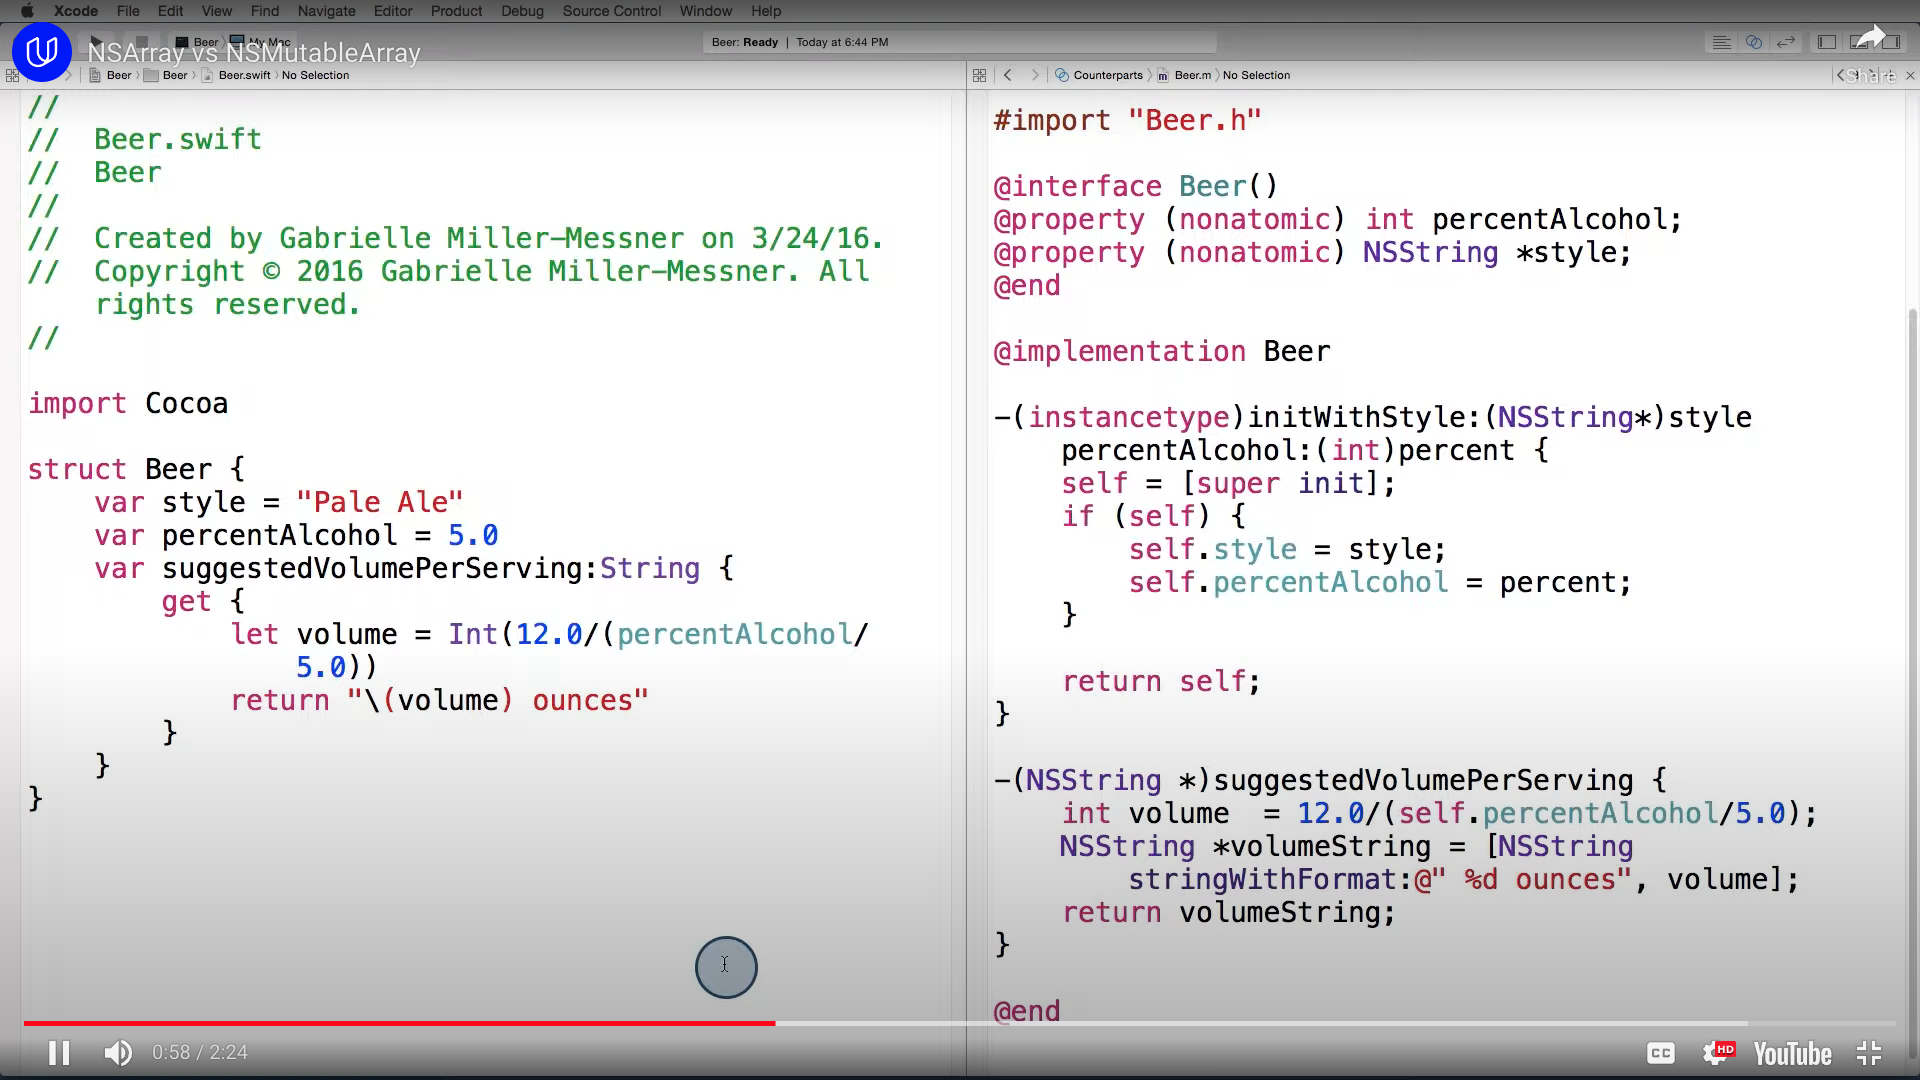 Xcode File Edit View Find Navigate Editor Product Debug Source Control Window Help
Beer My Mac
Beer: Ready | Today at 6:44 PM
NSArray vs NSMutableArray
Share
Beer Beer Beer.swift No Selection
//
// Beer.swift
// Beer
//
// Created by Gabrielle Miller-Messner on 3/24/16.
// Copyright © 2016 Gabrielle Miller-Messner. All
rights reserved.
//
import Cocoa
struct Beer {
var style = "Pale Ale"
var percentAlcohol = 5.0
var suggestedVolumePerServing:String {
get {
let volume = Int(12.0/(percentAlcohol/
5.0))
return "\(volume) ounces"
}
}
}
Counterparts Beer.m No Selection
#import "Beer.h"
@interface Beer()
@property (nonatomic) int percentAlcohol;
@property (nonatomic) NSString *style;
@end
@implementation Beer
-(instancetype)initWithStyle:(NSString*)style
percentAlcohol:(int)percent {
self = [super init];
if (self) {
self.style = style;
self.percentAlcohol = percent;
}
return self;
}
-(NSString *)suggestedVolumePerServing {
int volume  = 12.0/(self.percentAlcohol/5.0);
NSString *volumeString = [NSString
stringWithFormat:@" %d ounces", volume];
return volumeString;
}
@end
0:58 / 2:24
CC
HD
YouTube